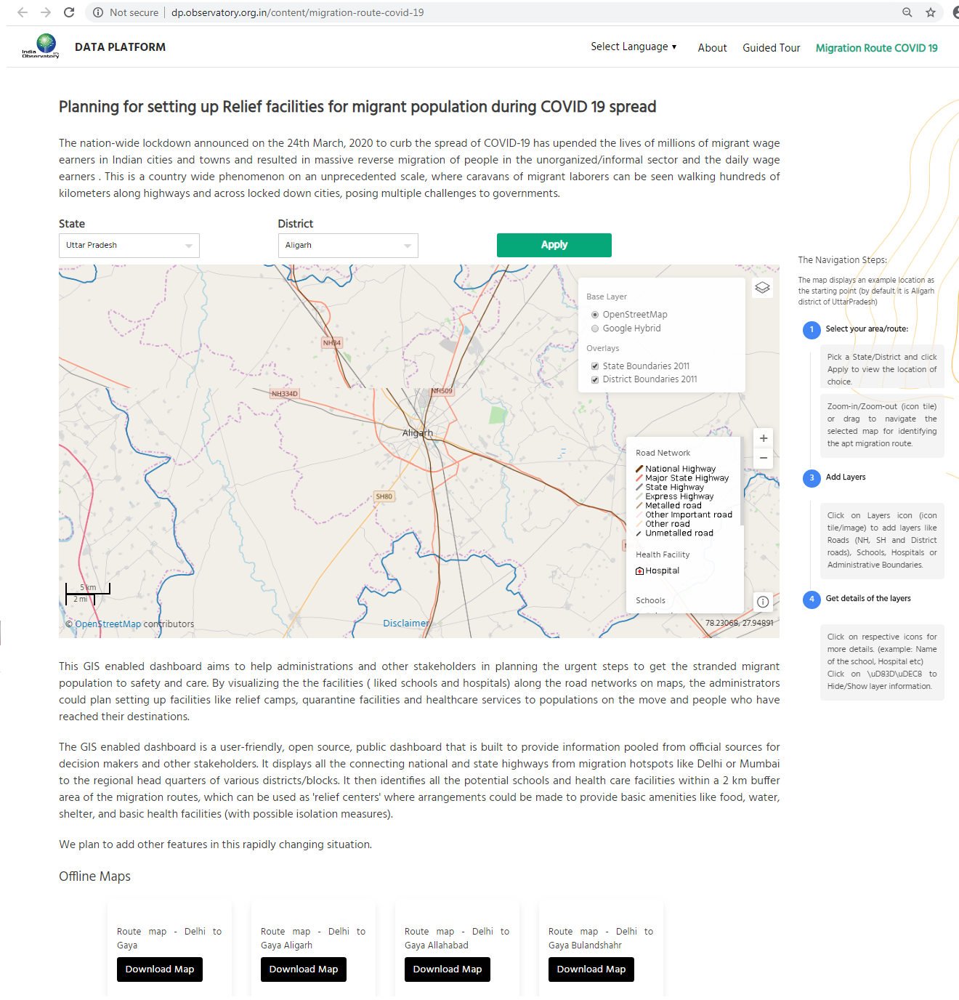 Not secure | dp.observatory.org.in/content/migration-route-covid-19
India Observatory
DATA PLATFORM
Select Language ▼
About
Guided Tour
Migration Route COVID 19
Planning for setting up Relief facilities for migrant population during COVID 19 spread
The nation-wide lockdown announced on the 24th March, 2020 to curb the spread of COVID-19 has upended the lives of millions of migrant wage
earners in Indian cities and towns and resulted in massive reverse migration of people in the unorganized/informal sector and the daily wage
earners . This is a country wide phenomenon on an unprecedented scale, where caravans of migrant laborers can be seen walking hundreds of
kilometers along highways and across locked down cities, posing multiple challenges to governments.
State
District
Uttar Pradesh
Aligarh
Apply
Base Layer
OpenStreetMap
Google Hybrid
Overlays
State Boundaries 2011
District Boundaries 2011
NH34
NH334D
NH509
Aligarh
SH80
+
−
Road Network
National Highway
Major State Highway
State Highway
Express Highway
Metalled road
Other Important road
Other road
Unmetalled road
Health Facility
Hospital
Schools
5 km
2 mi
© OpenStreetMap contributors
Disclaimer
78.23068, 27.94891
The Navigation Steps:
The map displays an example location as
the starting point (by default it is Aligarh
district of UttarPradesh)
1 Select your area/route:
Pick a State/District and click
Apply to view the location of
choice.
Zoom-in/Zoom-out (icon tile)
or drag to navigate the
selected map for identifying
the apt migration route.
3 Add Layers
Click on Layers icon (icon
tile/image) to add layers like
Roads (NH, SH and District
roads), Schools, Hospitals or
Administrative Boundaries.
4 Get details of the layers
Click on respective icons for
more details. (example: Name
of the school, Hospital etc)
Click on \uD83D\uDEC8 to
Hide/Show layer information.
This GIS enabled dashboard aims to help administrations and other stakeholders in planning the urgent steps to get the stranded migrant
population to safety and care. By visualizing the the facilities ( liked schools and hospitals) along the road networks on maps, the administrators
could plan setting up facilities like relief camps, quarantine facilities and healthcare services to populations on the move and people who have
reached their destinations.
The GIS enabled dashboard is a user-friendly, open source, public dashboard that is built to provide information pooled from official sources for
decision makers and other stakeholders. It displays all the connecting national and state highways from migration hotspots like Delhi or Mumbai
to the regional head quarters of various districts/blocks. It then identifies all the potential schools and health care facilities within a 2 km buffer
area of the migration routes, which can be used as 'relief centers' where arrangements could be made to provide basic amenities like food, water,
shelter, and basic health facilities (with possible isolation measures).
We plan to add other features in this rapidly changing situation.
Offline Maps
Route map - Delhi to
Gaya
Download Map
Route map - Delhi to
Gaya Aligarh
Download Map
Route map - Delhi to
Gaya Allahabad
Download Map
Route map - Delhi to
Gaya Bulandshahr
Download Map